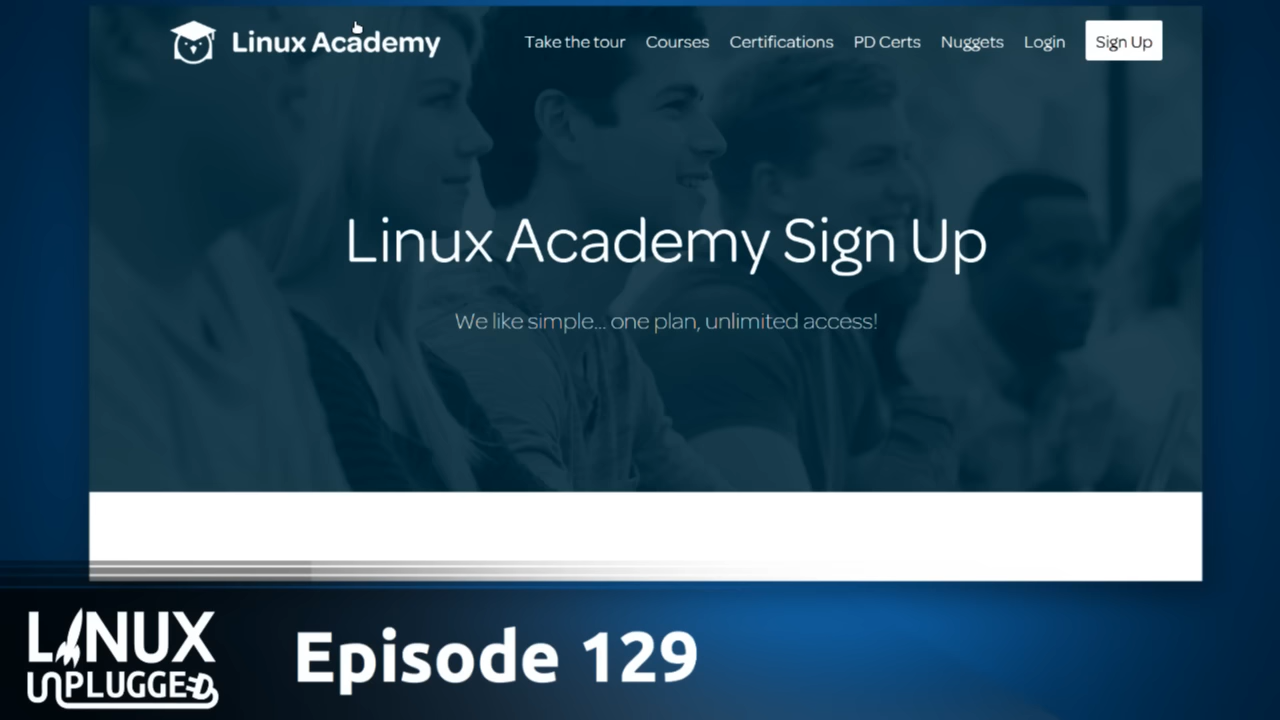 Linux Academy
Take the tour Courses Certifications PD Certs Nuggets Login Sign Up
Linux Academy Sign Up
We like simple... one plan, unlimited access!
LINUX
UNPLUGGED
Episode 129